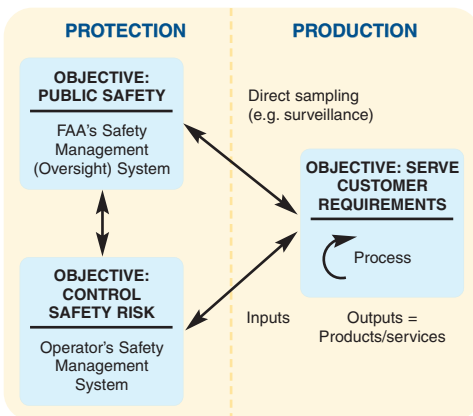 PROTECTION
PRODUCTION
OBJECTIVE:
PUBLIC SAFETY
FAA's Safety
Management
(Oversight) System
Direct sampling
(e.g. surveillance)
OBJECTIVE: SERVE
CUSTOMER
REQUIREMENTS
Process
OBJECTIVE:
CONTROL
SAFETY RISK
Operator's Safety
Management
System
Inputs
Outputs =
Products/services